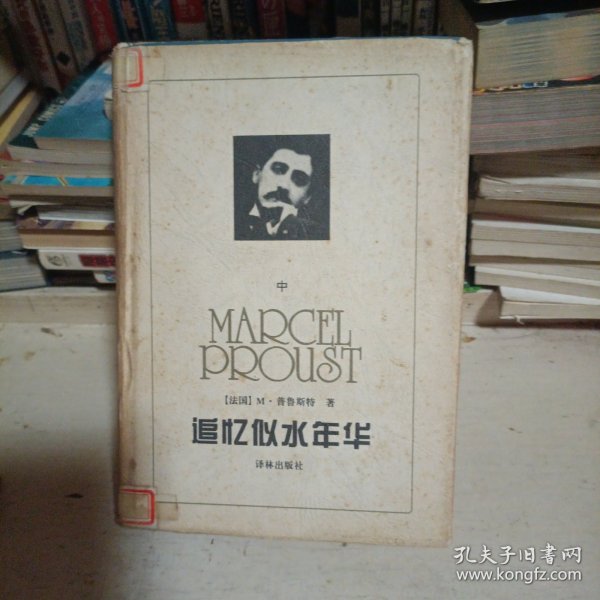 中
MARCEL
PROUST
【法国】M·普鲁斯特 著
追忆似水年华
译林出版社
孔夫子旧书网
www.kongfz.com